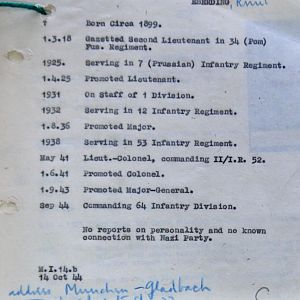 EBERDING, Knut
? Born Circa 1899.
1.3.18 Gazetted Second Lieutenant in 34 (Pom)
Fus. Regiment.
1925. Serving in 7 (Prussian) Infantry Regiment.
1.4.25 Promoted Lieutenant.
1931 On Staff of 1 Division.
1932 Serving in 12 Infantry Regiment.
1.8.36 Promoted Major.
1938 Serving in 53 Infantry Regiment.
May 41 Lieut.-Colonel, commanding II/I.R. 52.
1.6.41 Promoted Colonel.
1.9.43 Promoted Major-General.
Sep 44 Commanding 64 Infantry Division.
No reports on personality and no known
connection with Nazi Party.
M.I.14.b
14 Oct 44
address München-Gladbach